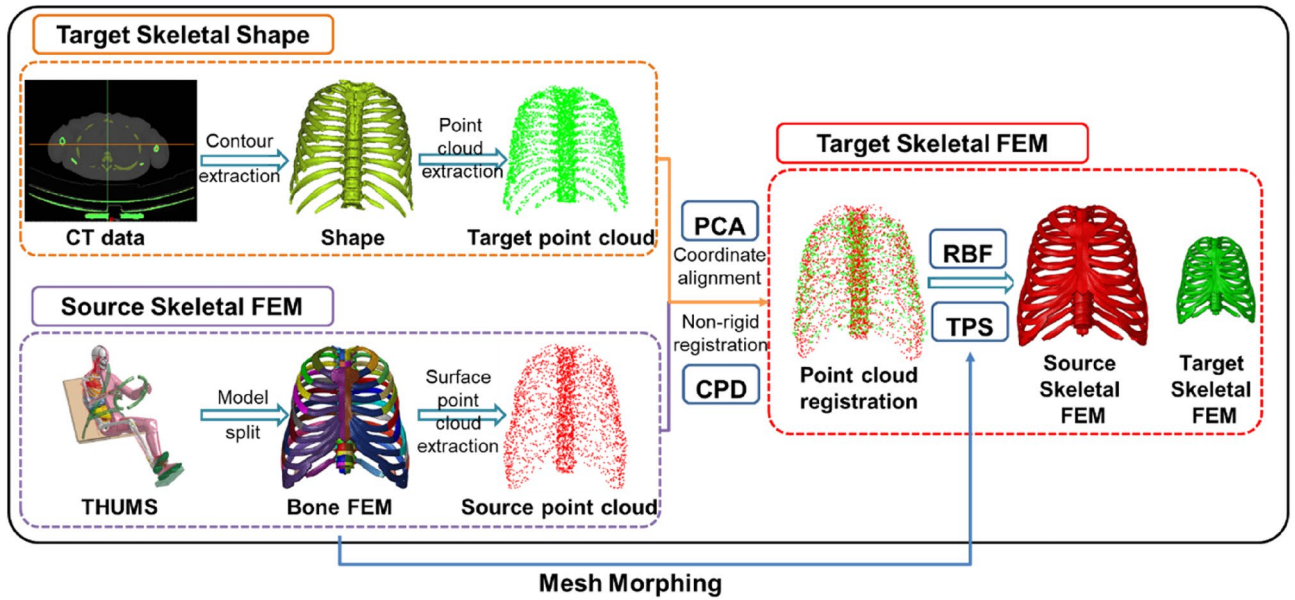 Target Skeletal Shape
Contour
extraction
Point
cloud
extraction
CT data
Shape
Target point cloud
Source Skeletal FEM
Model
split
Surface
point
cloud
extraction
THUMS
Bone FEM
Source point cloud
PCA
Coordinate
alignment
Non-rigid
registration
CPD
Target Skeletal FEM
RBF
TPS
Point cloud
registration
Source
Skeletal
FEM
Target
Skeletal
FEM
Mesh Morphing